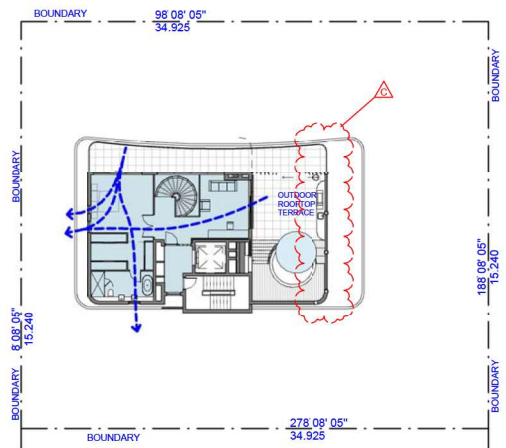 BOUNDARY
98 08' 05"
34.925
C
BOUNDARY
BOUNDARY
OUTDOOR
ROOFTOP
TERRACE
188 08' 05"
15.240
8 08' 05"
15.240
BOUNDARY
BOUNDARY
278 08' 05"
34.925
BOUNDARY